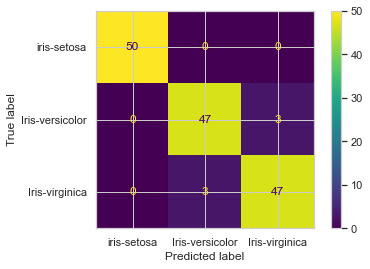 iris-setosa 50 0 0
Iris-versicolor 0 47 3
Iris-virginica 0 3 47
iris-setosa Iris-versicolor Iris-virginica
Predicted label
True label
50
40
30
20
10
0